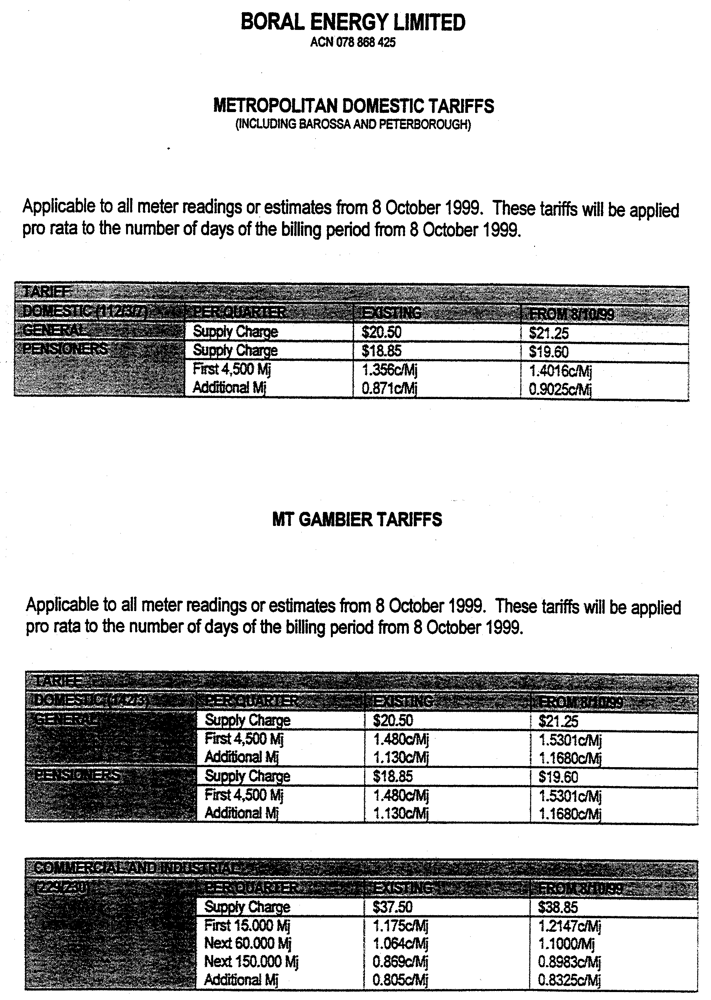 BORAL ENERGY LIMITED
ACN 078 868 425
METROPOLITAN DOMESTIC TARIFFS
(INCLUDING BAROSSA AND PETERBOROUGH)
Applicable to all meter readings or estimates from 8 October 1999. These tariffs will be applied
pro rata to the number of days of the billing period from 8 October 1999.
TARIFF
DOMESTIC (112/3/7) PER QUARTER EXISTING FROM 8/10/99
GENERAL Supply Charge $20.50 $21.25
PENSIONERS Supply Charge $18.85 $19.60
First 4,500 Mj 1.356c/Mj 1.4016c/Mj
Additional Mj 0.871c/Mj 0.9025c/Mj
MT GAMBIER TARIFFS
Applicable to all meter readings or estimates from 8 October 1999. These tariffs will be applied
pro rata to the number of days of the billing period from 8 October 1999.
TARIFF
DOMESTIC (142/3) PER QUARTER EXISTING FROM 8/10/99
GENERAL Supply Charge $20.50 $21.25
First 4,500 Mj 1.480c/Mj 1.5301c/Mj
Additional Mj 1.130c/Mj 1.1680c/Mj
PENSIONERS Supply Charge $18.85 $19.60
First 4,500 Mj 1.480c/Mj 1.5301c/Mj
Additional Mj 1.130c/Mj 1.1680c/Mj
COMMERCIAL AND INDUSTRIAL
(229/230) PER QUARTER EXISTING FROM 8/10/99
Supply Charge $37.50 $38.85
First 15.000 Mj 1.175c/Mj 1.2147c/Mj
Next 60.000 Mj 1.064c/Mj 1.1000/Mj
Next 150.000 Mj 0.869c/Mj 0.8983c/Mj
Additional Mj 0.805c/Mj 0.8325c/Mj